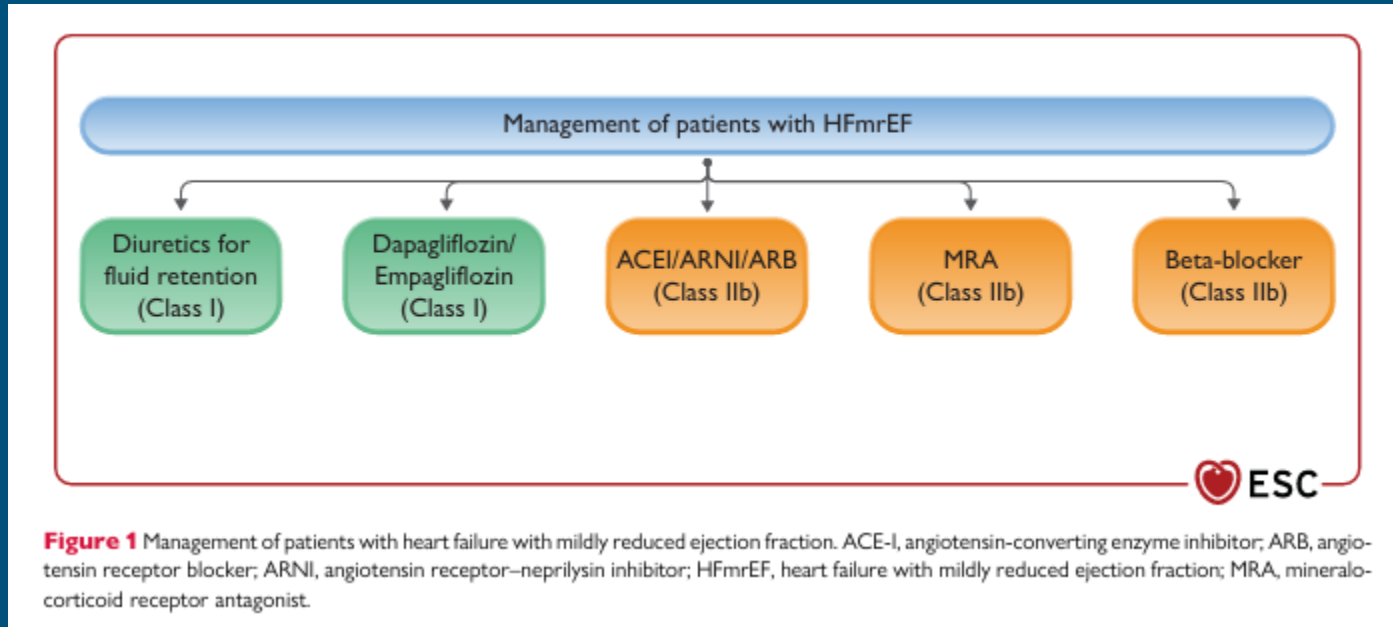 Management of patients with HFmrEF
Diuretics for
fluid retention
(Class I)
Dapagliflozin/
Empagliflozin
(Class I)
ACEI/ARNI/ARB
(Class IIb)
MRA
(Class IIb)
Beta-blocker
(Class IIb)
ESC
Figure 1 Management of patients with heart failure with mildly reduced ejection fraction. ACE-I, angiotensin-converting enzyme inhibitor; ARB, angio-
tensin receptor blocker; ARNI, angiotensin receptor–neprilysin inhibitor; HFmrEF, heart failure with mildly reduced ejection fraction; MRA, mineralo-
corticoid receptor antagonist.